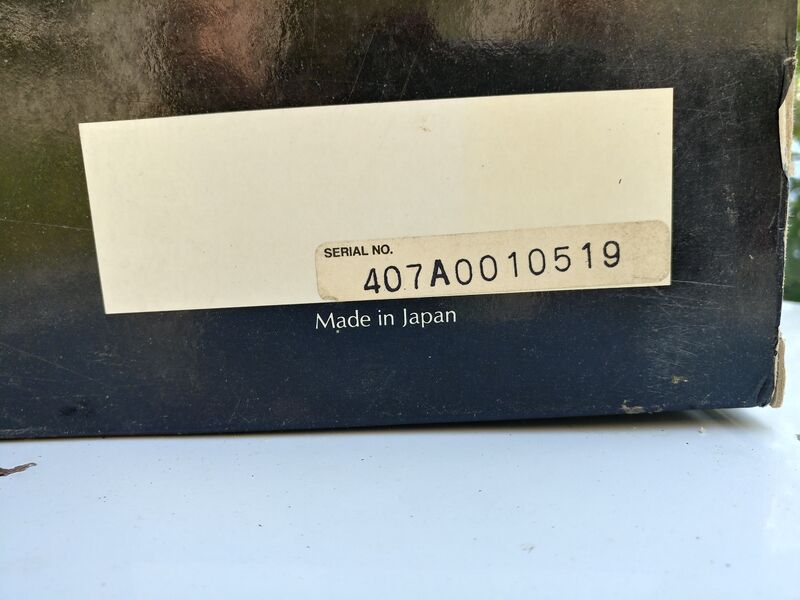 SERIAL NO.
407A0010519
Made in Japan